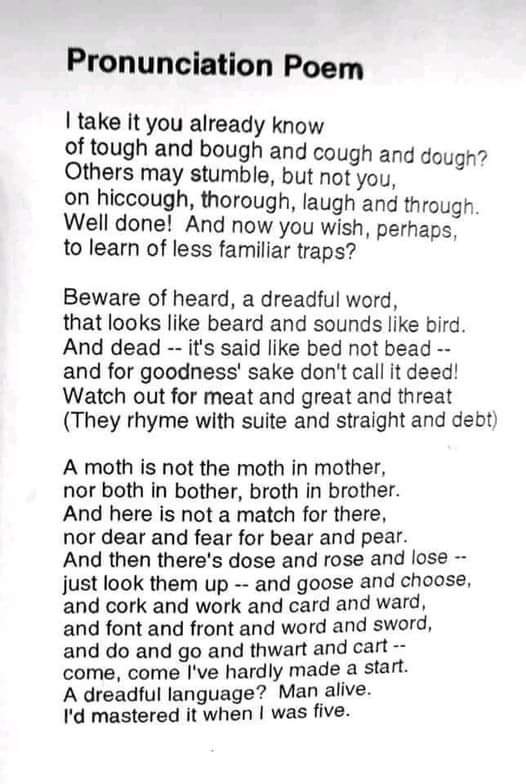 Pronunciation Poem
I take it you already know
of tough and bough and cough and dough?
Others may stumble, but not you,
on hiccough, thorough, laugh and through.
Well done! And now you wish, perhaps,
to learn of less familiar traps?
Beware of heard, a dreadful word,
that looks like beard and sounds like bird.
And dead -- it's said like bed not bead --
and for goodness' sake don't call it deed!
Watch out for meat and great and threat
(They rhyme with suite and straight and debt)
A moth is not the moth in mother,
nor both in bother, broth in brother.
And here is not a match for there,
nor dear and fear for bear and pear.
And then there's dose and rose and lose --
just look them up -- and goose and choose,
and cork and work and card and ward,
and font and front and word and sword,
and do and go and thwart and cart --
come, come I've hardly made a start.
A dreadful language? Man alive.
I'd mastered it when I was five.